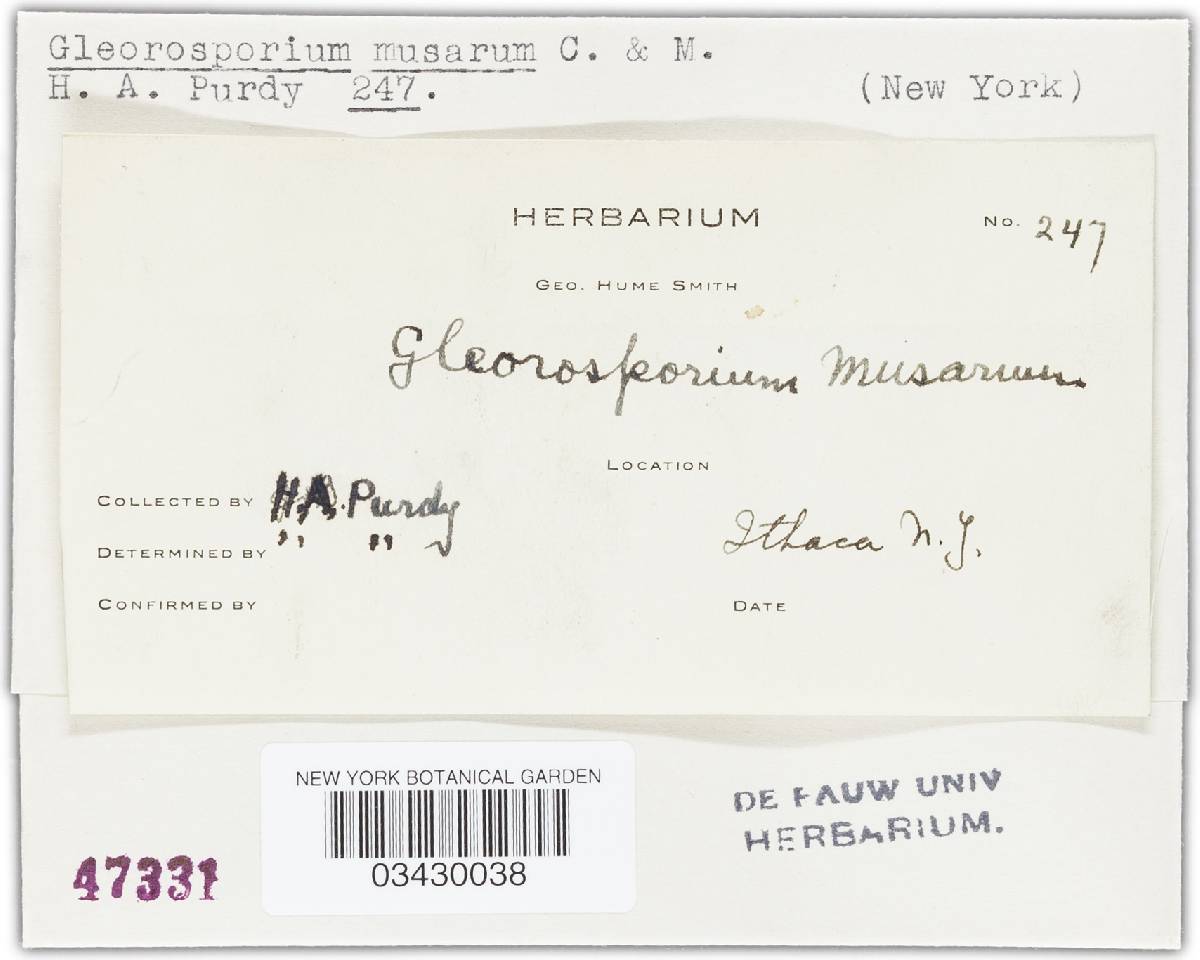 Gleorosporium musarum C. & M.
H. A. Purdy 247. (New York)
HERBARIUM
No. 247
GEO. HUME SMITH
Gleorosporium Musarum
LOCATION
COLLECTED BY H.A. Purdy
Ithaca N.Y.
DETERMINED BY " " "
CONFIRMED BY
DATE
NEW YORK BOTANICAL GARDEN
03430038
DE PAUW UNIV
HERBARIUM.
47331